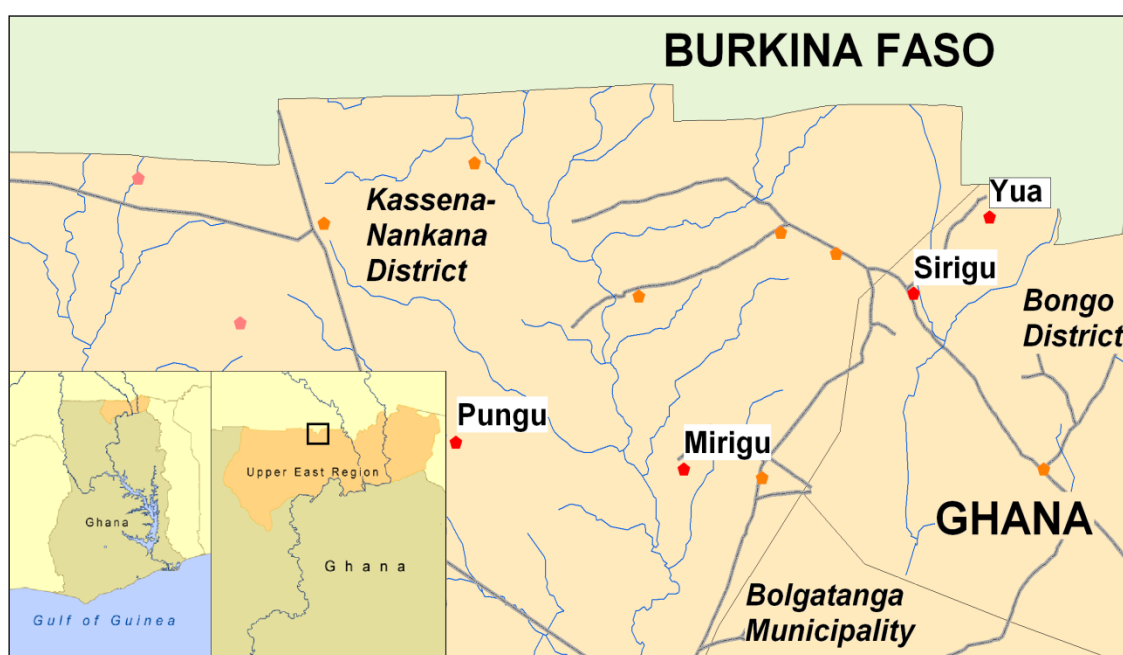 BURKINA FASO
Yua
Kassena-
Nankana
District
Sirigu
Bongo
District
Pungu
Mirigu
GHANA
Bolgatanga
Municipality
Ghana
Gulf of Guinea
Upper East Region
Ghana